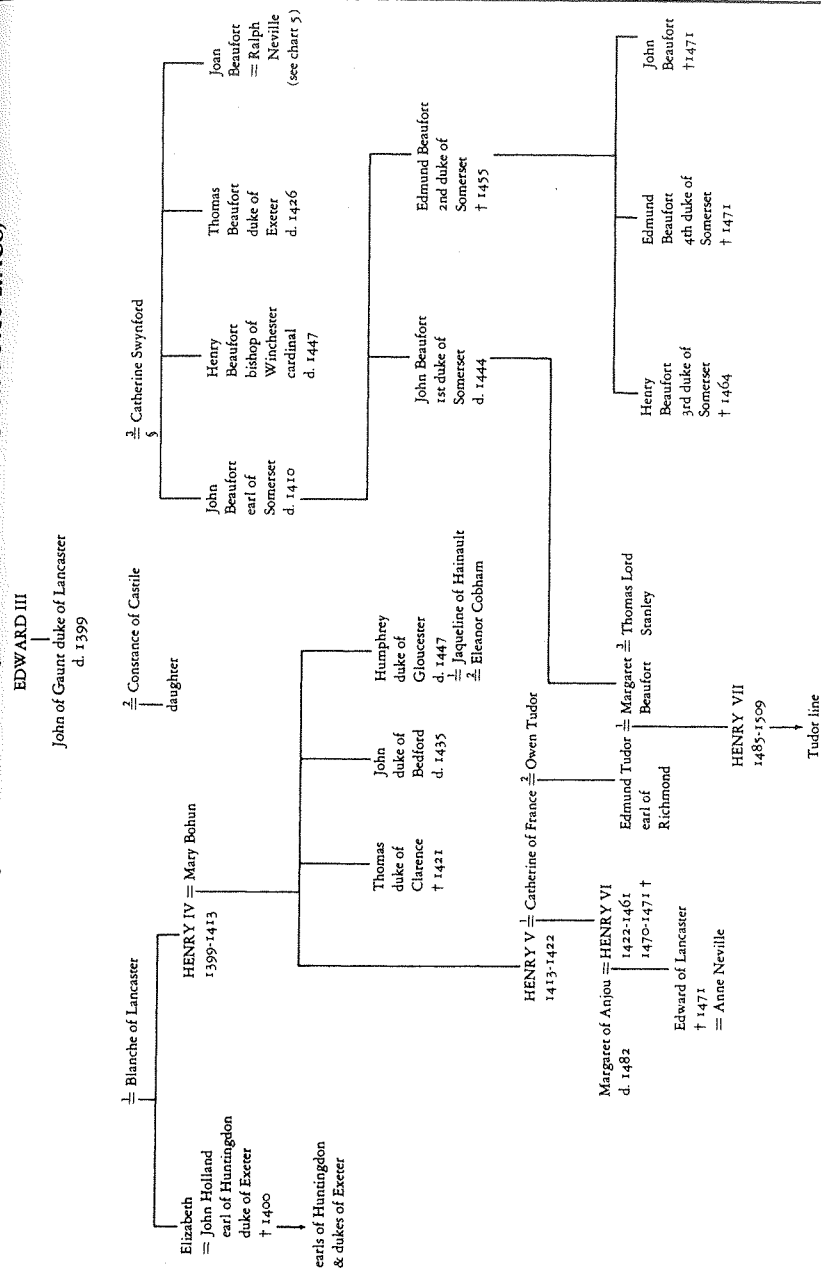 EDWARD III
John of Gaunt duke of Lancaster
d. 1399
1 = Blanche of Lancaster
2 = Constance of Castile
daughter
3 = Catherine Swynford
§
Elizabeth
= John Holland
earl of Huntingdon
duke of Exeter
† 1400
earls of Huntingdon
& dukes of Exeter
HENRY IV = Mary Bohun
1399-1413
John
Beaufort
earl of
Somerset
d. 1410
Henry
Beaufort
bishop of
Winchester
cardinal
d. 1447
Thomas
Beaufort
duke of
Exeter
d. 1426
Joan
Beaufort
= Ralph
Neville
(see chart 5)
Thomas
duke of
Clarence
† 1421
John
duke of
Bedford
d. 1435
Humphrey
duke of
Gloucester
d. 1447
1 = Jaqueline of Hainault
2 = Eleanor Cobham
John Beaufort
1st duke of
Somerset
d. 1444
Edmund Beaufort
2nd duke of
Somerset
† 1455
HENRY V 1 = Catherine of France 2 = Owen Tudor
1413-1422
Margaret of Anjou = HENRY VI
d. 1482
1422-1461
1470-1471 †
Edmund Tudor 1 = Margaret 3 = Thomas Lord
earl of
Richmond
Beaufort
Stanley
Henry
Beaufort
3rd duke of
Somerset
† 1464
Edmund
Beaufort
4th duke of
Somerset
† 1471
John
Beaufort
†1471
Edward of Lancaster
† 1471
= Anne Neville
HENRY VII
1485-1509
Tudor line